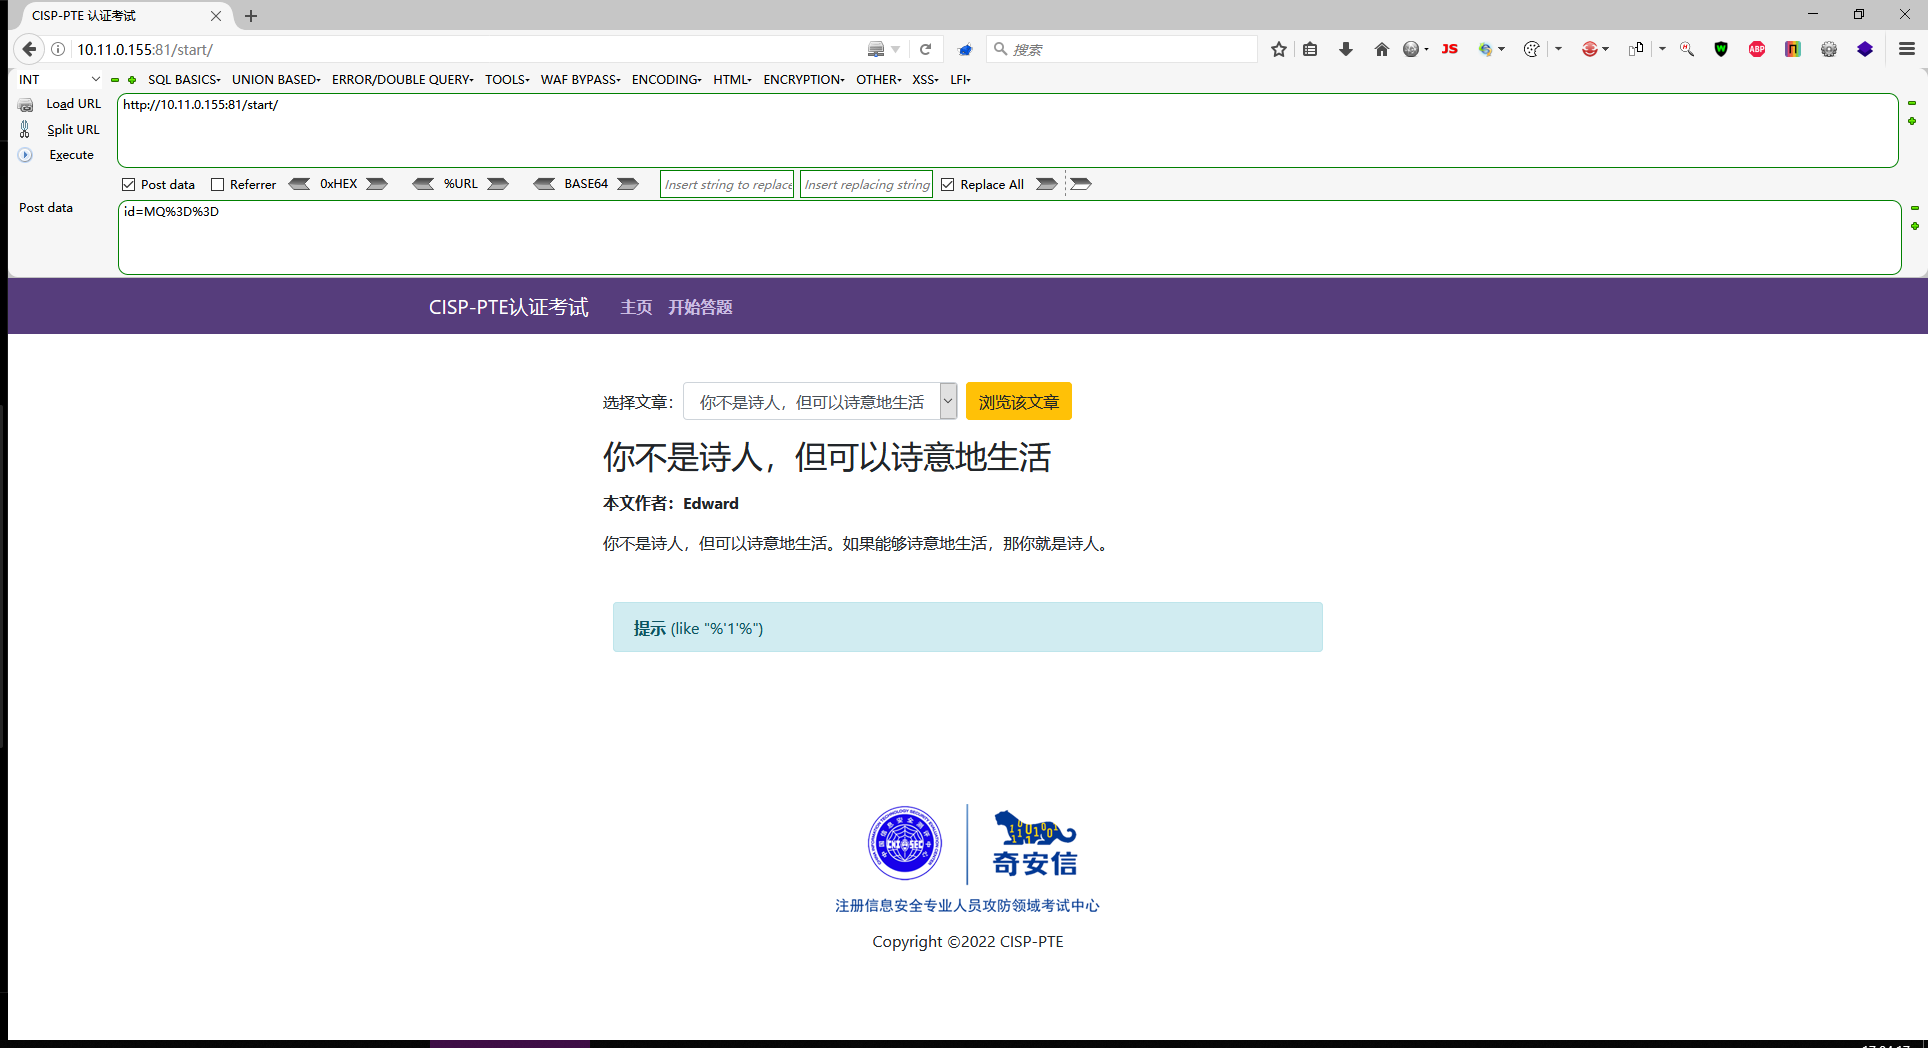 CISP-PTE 认证考试
10.11.0.155:81/start/
搜索
JS
ABP
INT
SQL BASICS
UNION BASED
ERROR/DOUBLE QUERY
TOOLS
WAF BYPASS
ENCODING
HTML
ENCRYPTION
OTHER
XSS
LFI
Load URL
http://10.11.0.155:81/start/
Split URL
Execute
Post data
Referrer
0xHEX
%URL
BASE64
Insert string to replace
Insert replacing string
Replace All
Post data
id=MQ%3D%3D
CISP-PTE认证考试
主页
开始答题
选择文章：
你不是诗人，但可以诗意地生活
浏览该文章
你不是诗人，但可以诗意地生活
本文作者：Edward
你不是诗人，但可以诗意地生活。如果能够诗意地生活，那你就是诗人。
提示 (like "%'1'%")
奇安信
注册信息安全专业人员攻防领域考试中心
Copyright ©2022 CISP-PTE